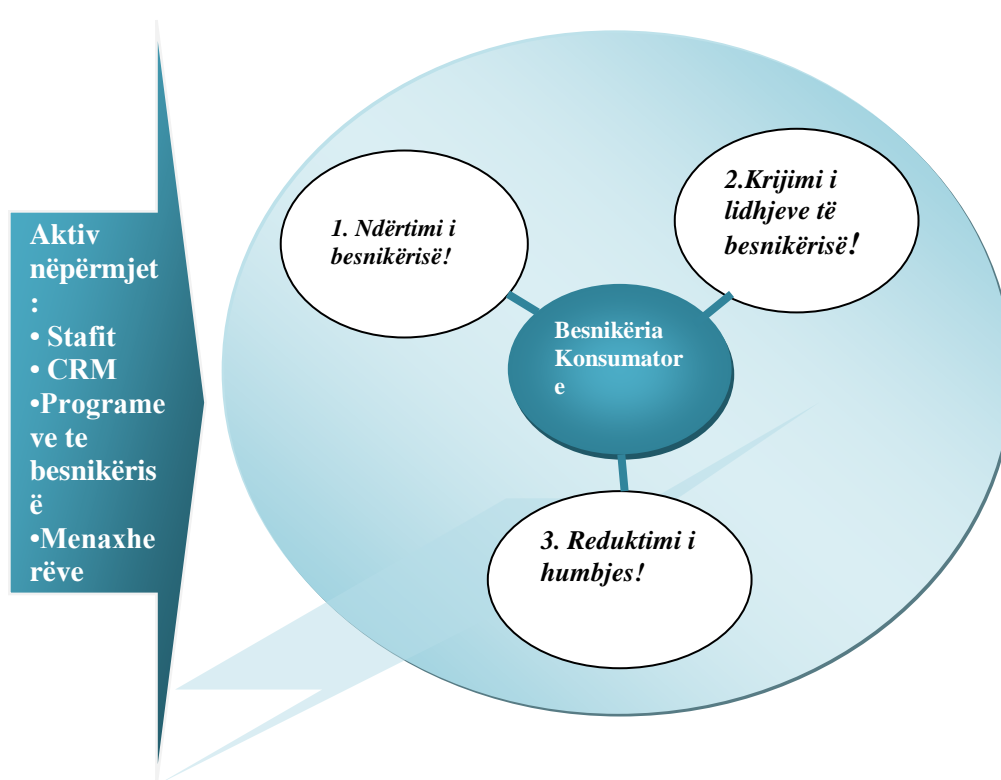 Aktiv
nëpërmjet
:
• Stafit
• CRM
•Programe
ve te
besnikëris
ë
•Menaxhe
rëve
1. Ndërtimi i
besnikërisë!
2.Krijimi i
lidhjeve të
besnikërisë!
Besnikëria
Konsumator
e
3. Reduktimi i
humbjes!